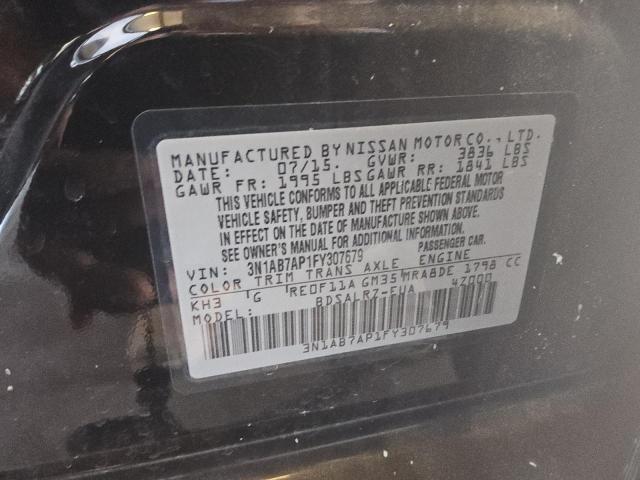 MANUFACTURED BY NISSAN MOTOR CO., LTD.
DATE: 07/15. GVWR: 3836 LBS
GAWR FR: 1995 LBS GAWR RR: 1841 LBS
THIS VEHICLE CONFORMS TO ALL APPLICABLE FEDERAL MOTOR
VEHICLE SAFETY, BUMPER AND THEFT PREVENTION STANDARDS
IN EFFECT ON THE DATE OF MANUFACTURE SHOWN ABOVE.
SEE OWNER'S MANUAL FOR ADDITIONAL INFORMATION.
VIN: 3N1AB7AP1FY307679 PASSENGER CAR.
COLOR TRIM TRANS AXLE ENGINE
KH3 G RE0F11A GM35 MRA8DE 1798 CC
MODEL: BDSALRZ-EUA 4Z000
3N1AB7AP1FY307679